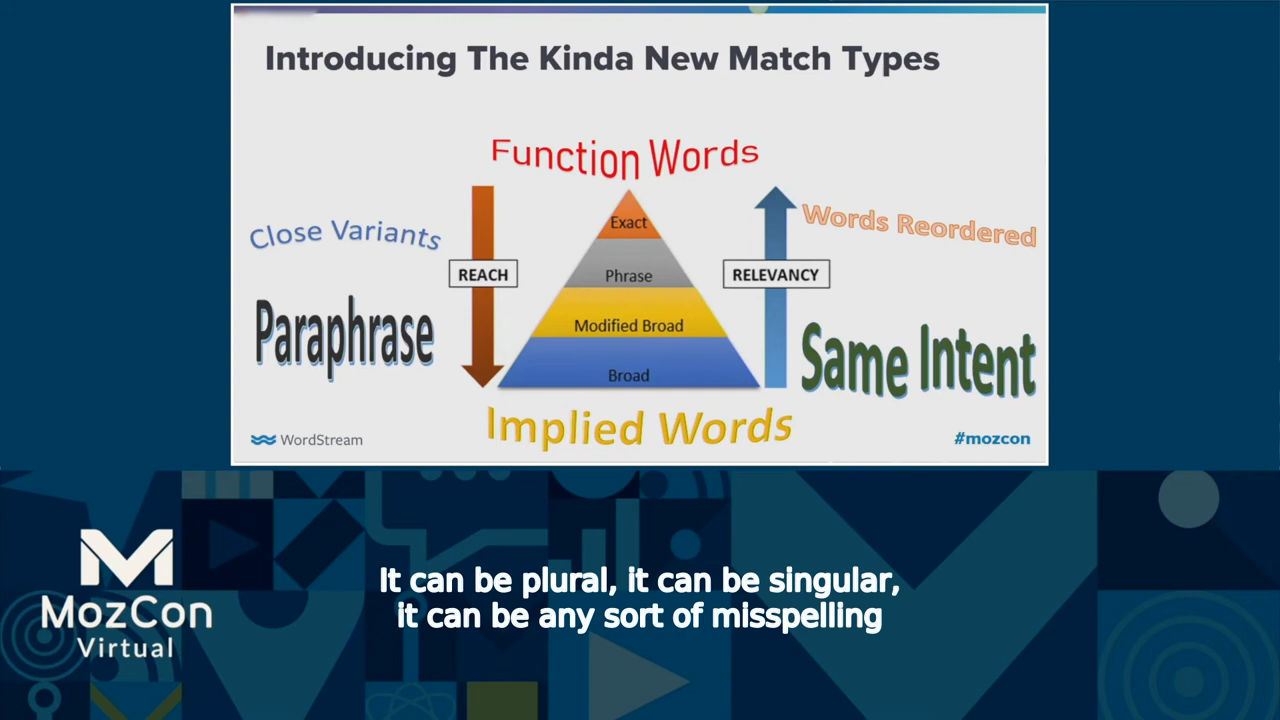 Introducing The Kinda New Match Types
Function Words
Close Variants
Words Reordered
Exact
REACH
Phrase
RELEVANCY
Paraphrase
Modified Broad
Same Intent
Broad
Implied Words
WordStream
#mozcon
MozCon
Virtual
It can be plural, it can be singular,
it can be any sort of misspelling